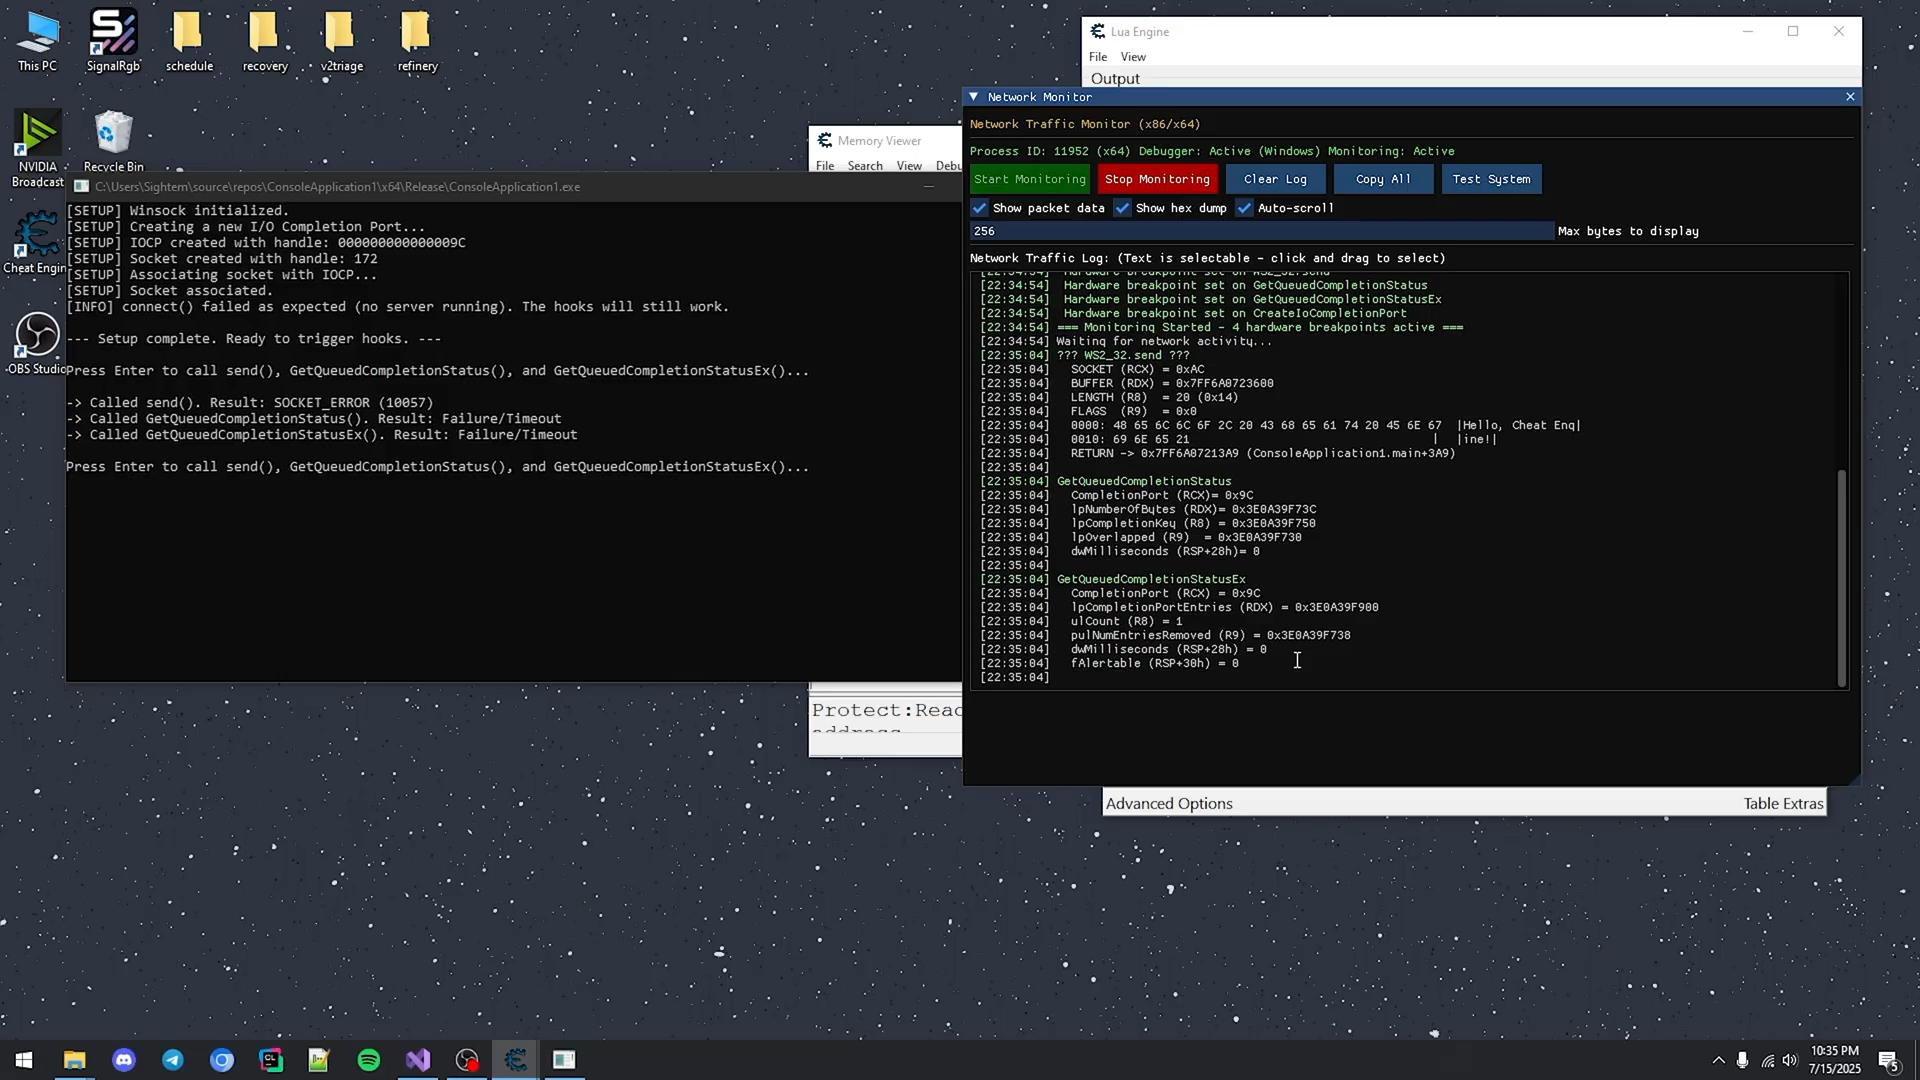 This PC
SignalRgb
schedule
recovery
v2triage
refinery
NVIDIA
Broadcast
Recycle Bin
Cheat Engin
OBS Studio
C:\Users\Sightem\source\repos\ConsoleApplication1\x64\Release\ConsoleApplication1.exe
[SETUP] Winsock initialized.
[SETUP] Creating a new I/O Completion Port...
[SETUP] IOCP created with handle: 000000000000009C
[SETUP] Socket created with handle: 172
[SETUP] Associating socket with IOCP...
[SETUP] Socket associated.
[INFO] connect() failed as expected (no server running). The hooks will still work.
--- Setup complete. Ready to trigger hooks. ---
Press Enter to call send(), GetQueuedCompletionStatus(), and GetQueuedCompletionStatusEx()...
-> Called send(). Result: SOCKET_ERROR (10057)
-> Called GetQueuedCompletionStatus(). Result: Failure/Timeout
-> Called GetQueuedCompletionStatusEx(). Result: Failure/Timeout
Press Enter to call send(), GetQueuedCompletionStatus(), and GetQueuedCompletionStatusEx()...
Memory Viewer
File Search View Debu
Protect:Read
address
Lua Engine
File View
Output
Network Monitor
Network Traffic Monitor (x86/x64)
Process ID: 11952 (x64) Debugger: Active (Windows) Monitoring: Active
Start Monitoring Stop Monitoring Clear Log Copy All Test System
Show packet data Show hex dump Auto-scroll
256 Max bytes to display
Network Traffic Log: (Text is selectable - click and drag to select)
[22:34:54] Hardware breakpoint set on WS2_32.send
[22:34:54] Hardware breakpoint set on GetQueuedCompletionStatus
[22:34:54] Hardware breakpoint set on GetQueuedCompletionStatusEx
[22:34:54] Hardware breakpoint set on CreateIoCompletionPort
[22:34:54] === Monitoring Started - 4 hardware breakpoints active ===
[22:34:54] Waiting for network activity...
[22:35:04] ??? WS2_32.send ???
[22:35:04] SOCKET (RCX) = 0xAC
[22:35:04] BUFFER (RDX) = 0x7FF6A0723600
[22:35:04] LENGTH (R8) = 20 (0x14)
[22:35:04] FLAGS (R9) = 0x0
[22:35:04] 0000: 48 65 6C 6C 6F 2C 20 43 68 65 61 74 20 45 6E 67 |Hello, Cheat Eng|
[22:35:04] 0010: 69 6E 65 21 | |ine!|
[22:35:04] RETURN -> 0x7FF6A07213A9 (ConsoleApplication1.main+3A9)
[22:35:04]
[22:35:04] GetQueuedCompletionStatus
[22:35:04] CompletionPort (RCX)= 0x9C
[22:35:04] lpNumberOfBytes (RDX)= 0x3E0A39F73C
[22:35:04] lpCompletionKey (R8) = 0x3E0A39F750
[22:35:04] lpOverlapped (R9) = 0x3E0A39F730
[22:35:04] dwMilliseconds (RSP+28h)= 0
[22:35:04]
[22:35:04] GetQueuedCompletionStatusEx
[22:35:04] CompletionPort (RCX) = 0x9C
[22:35:04] lpCompletionPortEntries (RDX) = 0x3E0A39F900
[22:35:04] ulCount (R8) = 1
[22:35:04] pulNumEntriesRemoved (R9) = 0x3E0A39F738
[22:35:04] dwMilliseconds (RSP+28h) = 0
[22:35:04] fAlertable (RSP+30h) = 0
[22:35:04]
Advanced Options Table Extras
10:35 PM
7/15/2025
5